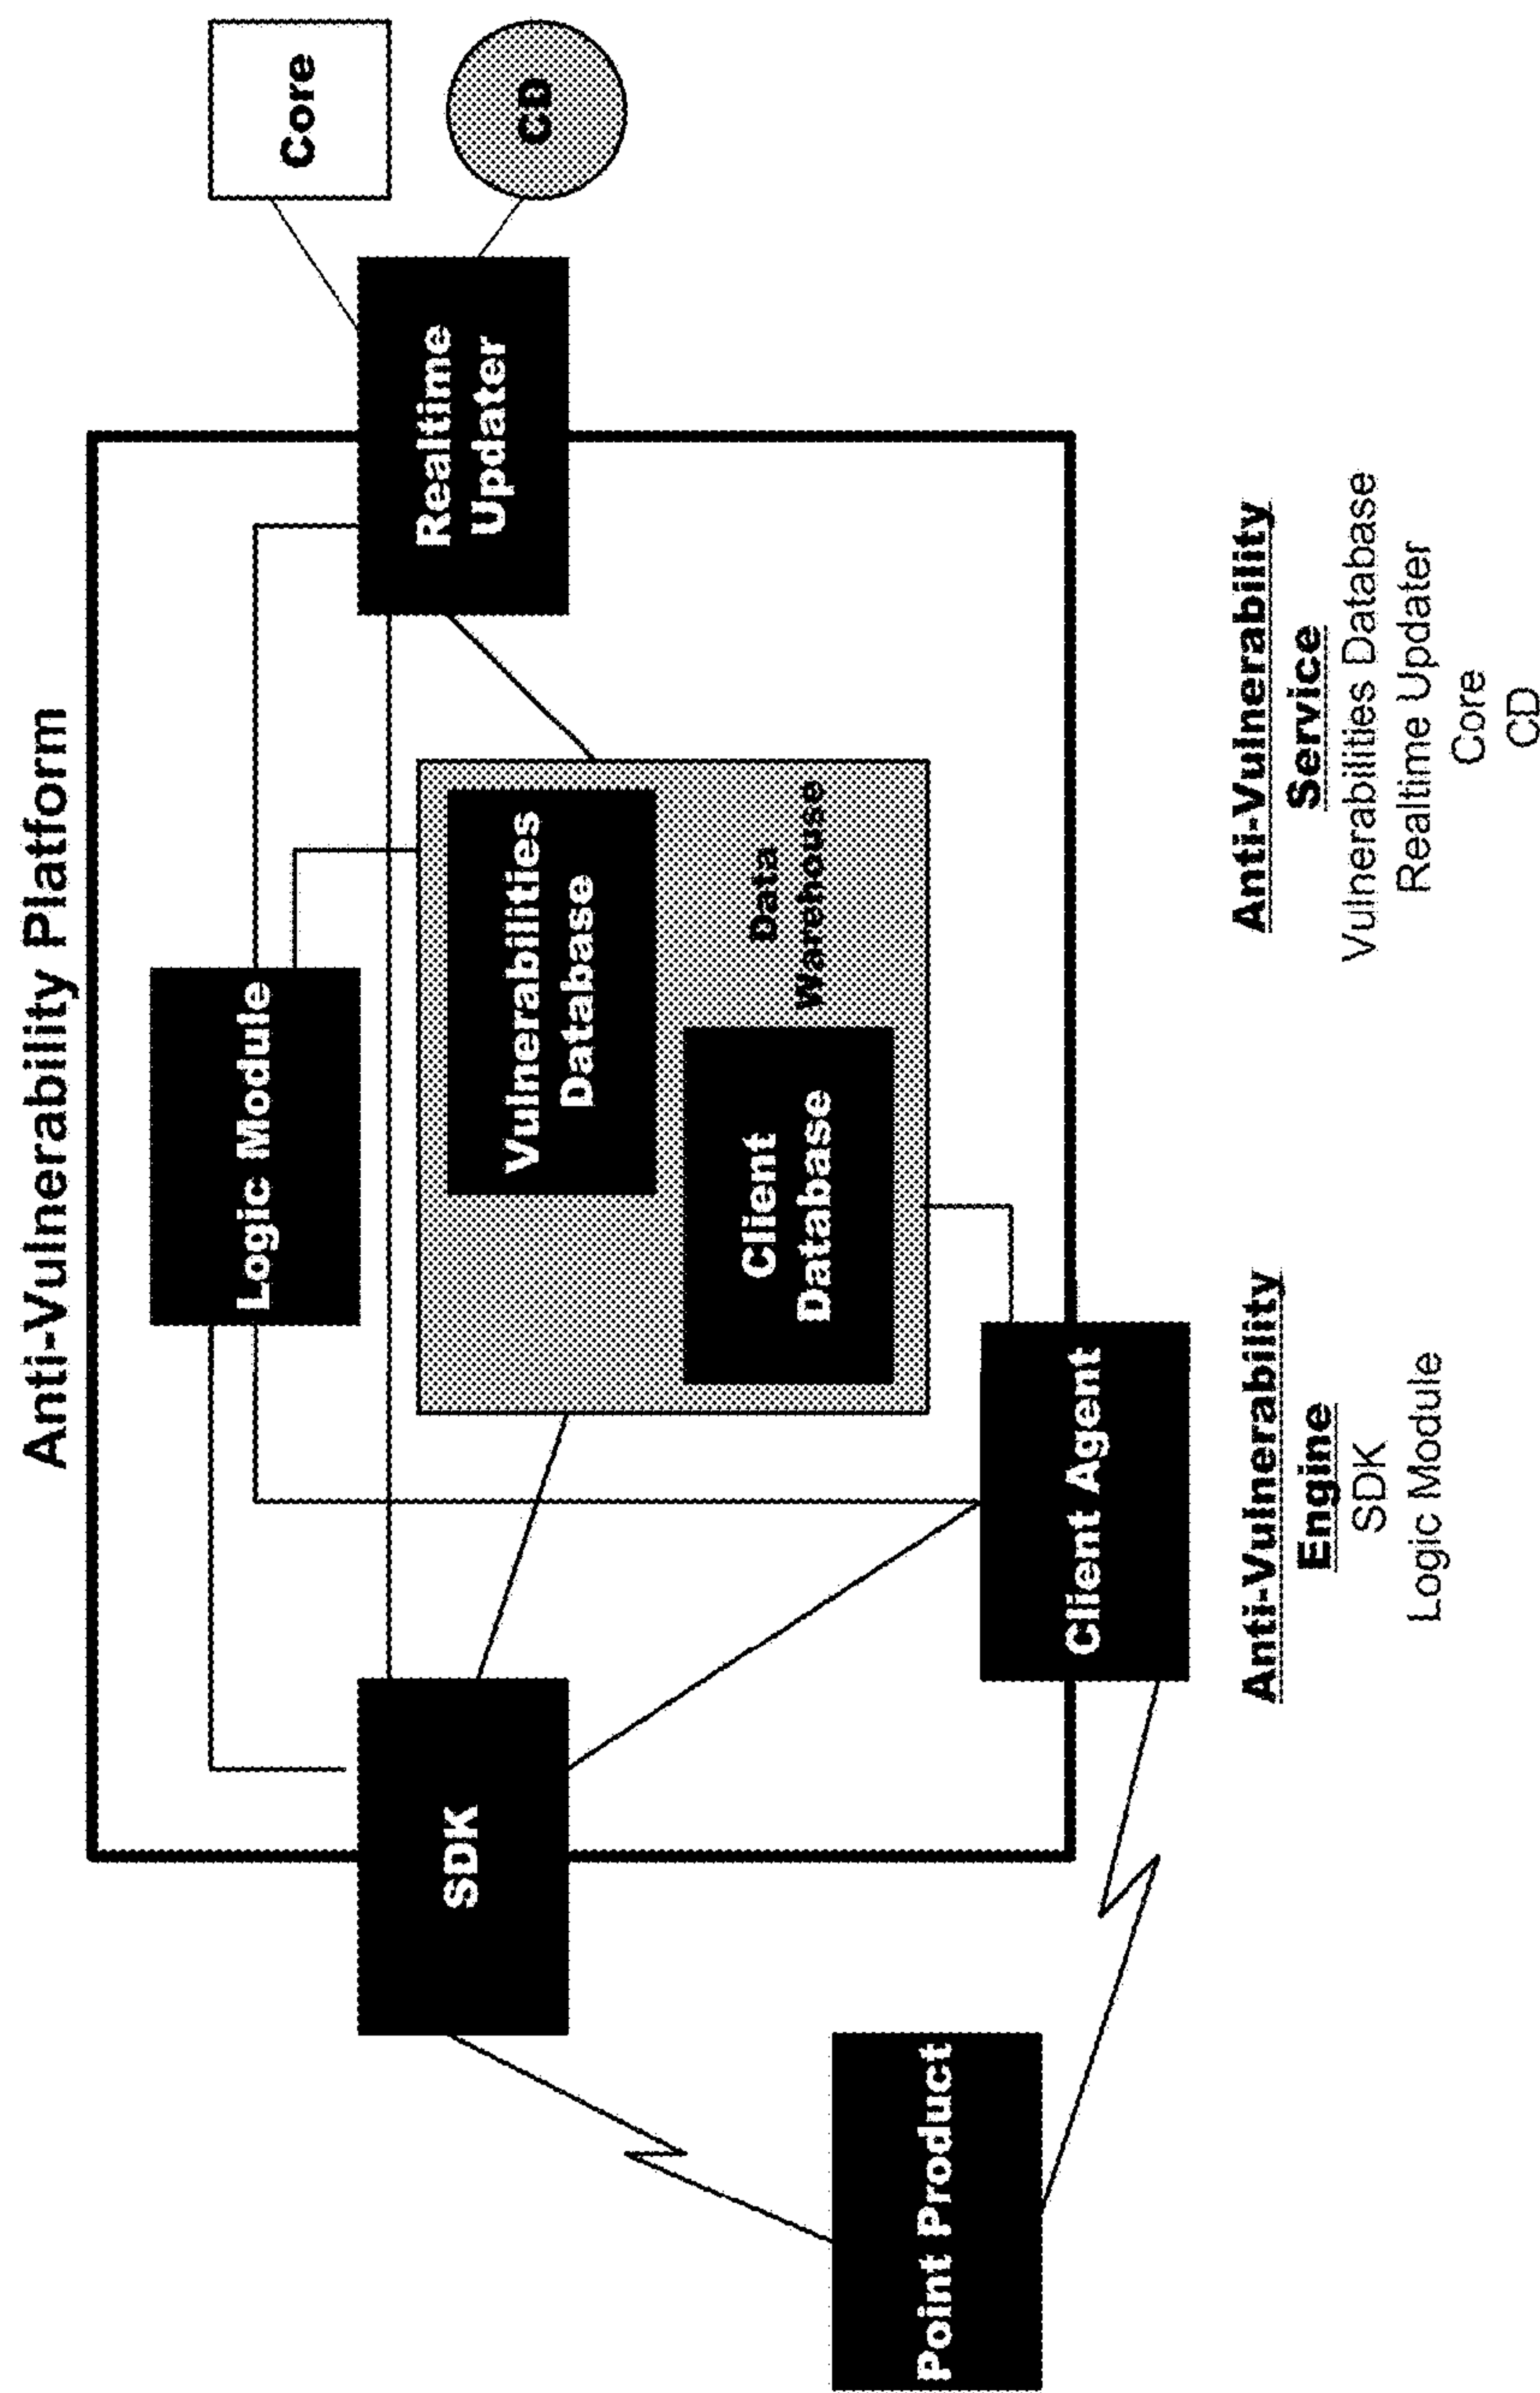 Anti-Vulnerability Platform
Logic Module
Core
CD
SDK
Realtime
Updater
Vulnerabilities
Database
Data
Warehouse
Client
Database
Point Product
Client Agent
Anti-Vulnerability
Engine
SDK
Logic Module
Anti-Vulnerability
Service
Vulnerabilities Database
Realtime Updater
Core
CD